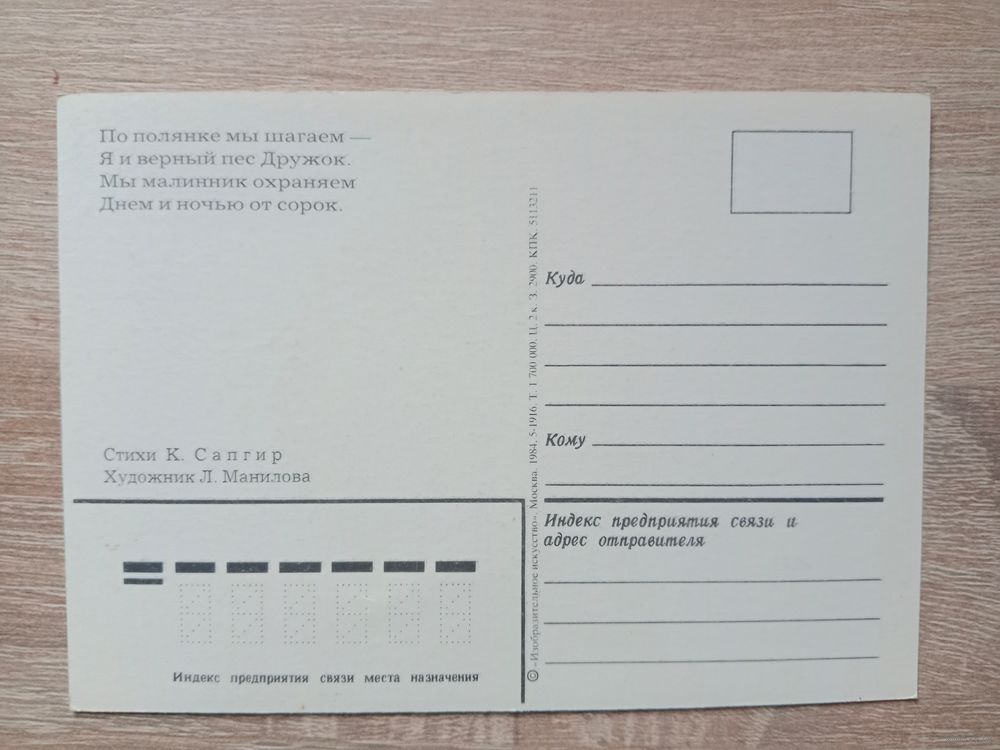 По полянке мы шагаем —
Я и верный пес Дружок.
Мы малинник охраняем
Днем и ночью от сорок.
Стихи К. Сапгир
Художник Л. Манилова
Индекс предприятия связи места назначения
© «Изобразительное искусство». Москва. 1984. 5-1916. Т. 1 700 000. Ц. 2 к. З. 2900. КПК. 5113211
Куда
Кому
Индекс предприятия связи и
адрес отправителя